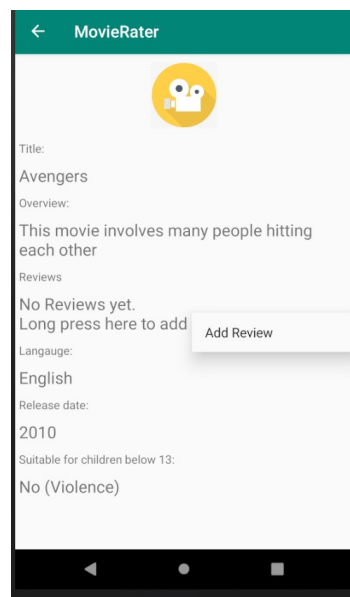 MovieRater
Title:
Avengers
Overview:
This movie involves many people hitting
each other
Reviews
No Reviews yet.
Long press here to add
Add Review
Langauge:
English
Release date:
2010
Suitable for children below 13:
No (Violence)